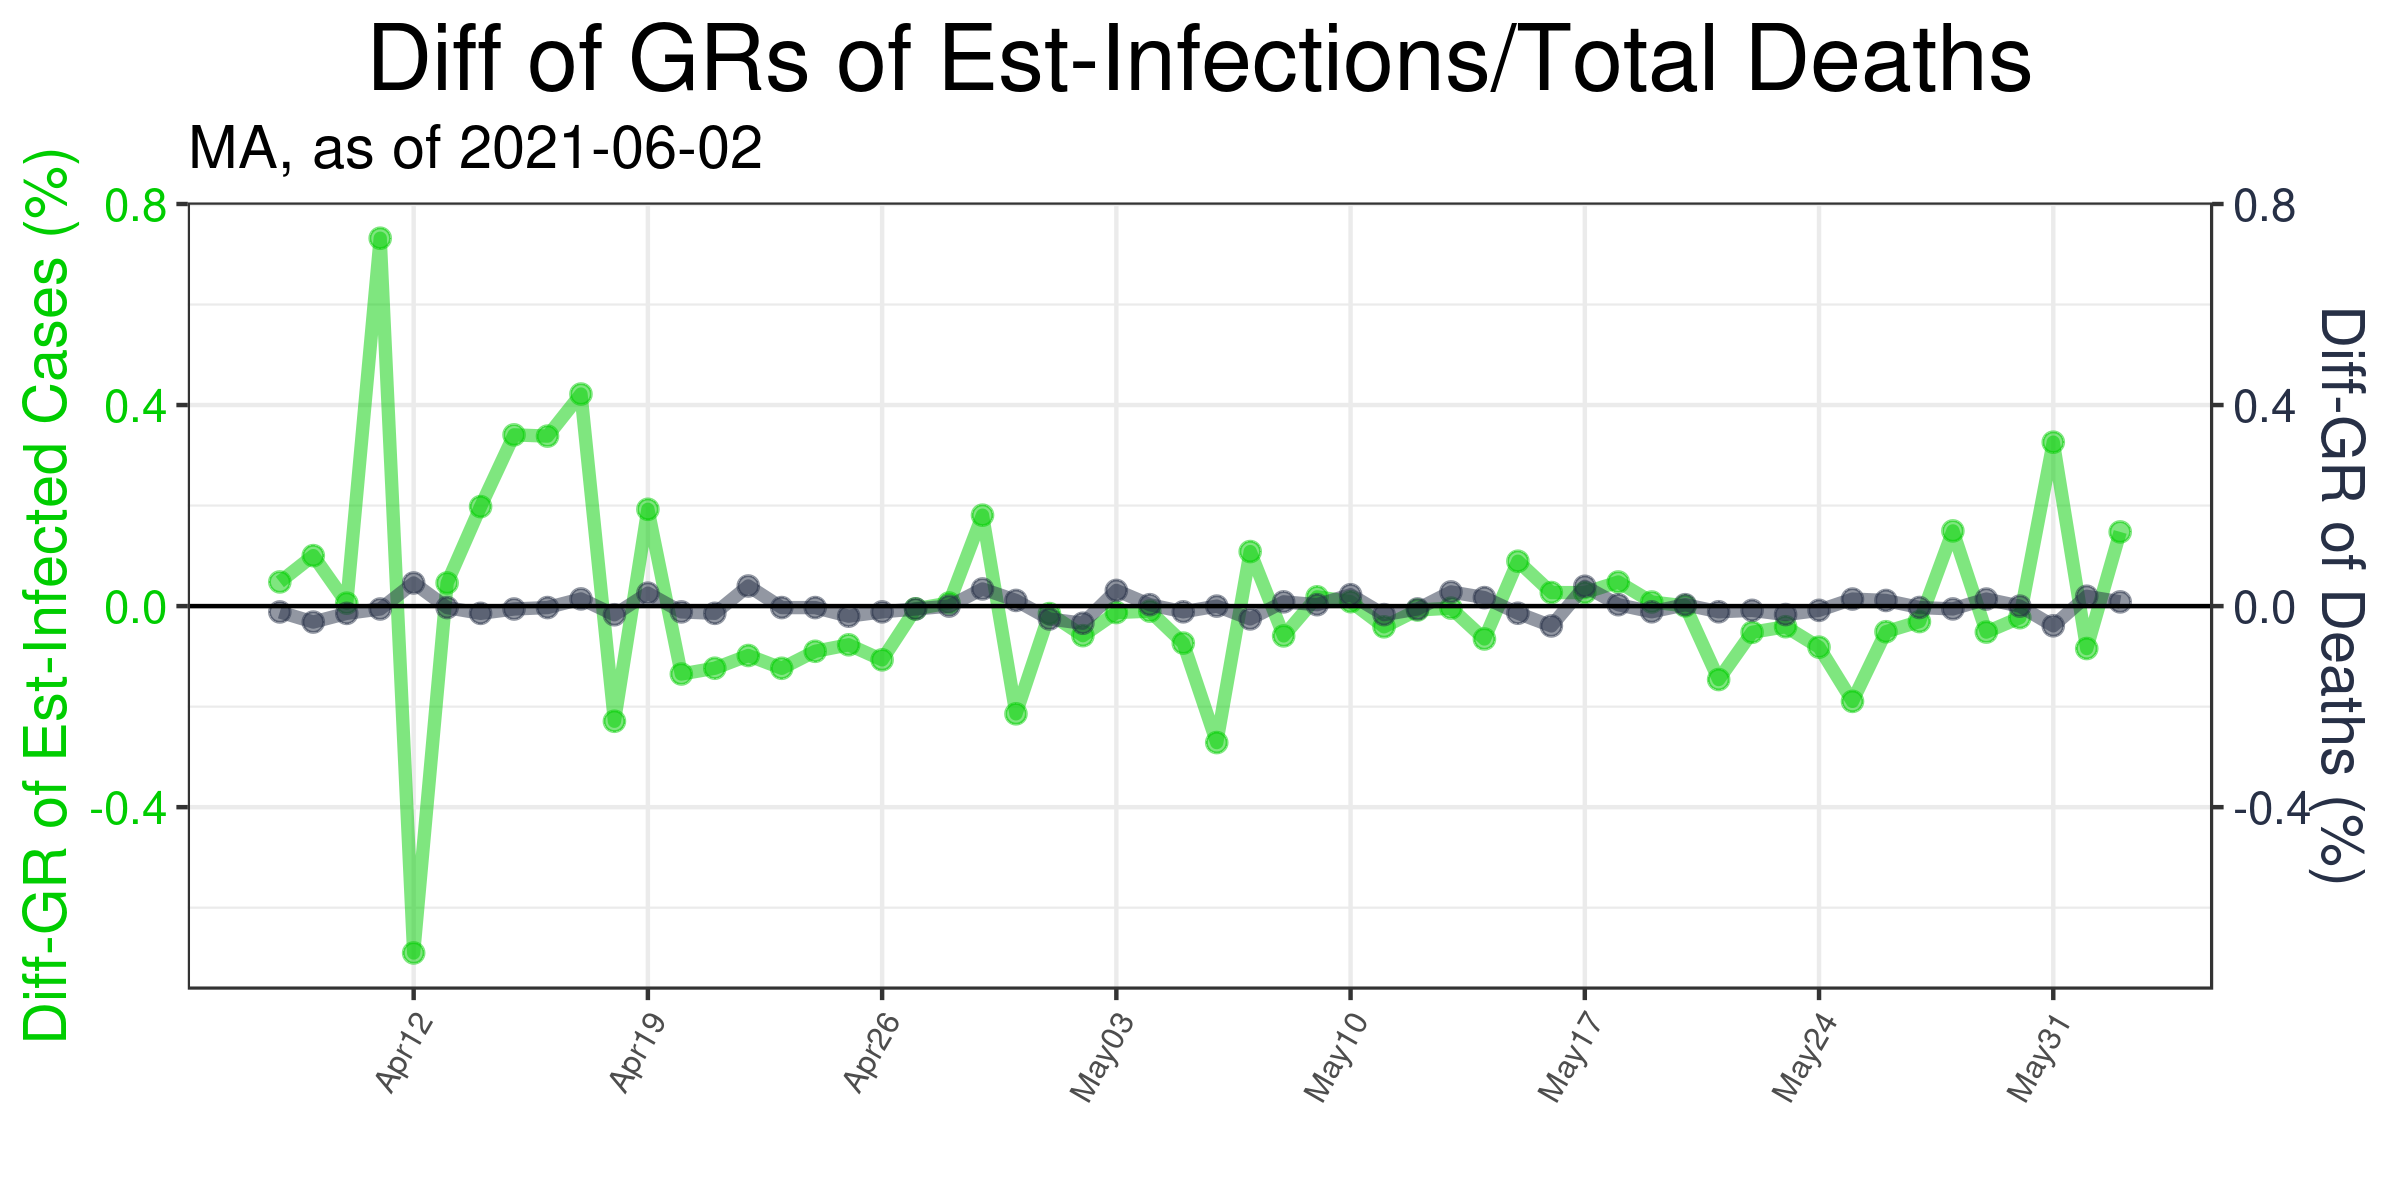 Diff of GRs of Est-Infections/Total Deaths
MA, as of 2021-06-02
Diff-GR of Est-Infected Cases (%)
0.8
0.4
0.0
-0.4
0.8
0.4
0.0
-0.4
Diff-GR of Deaths (%)
Apr12
Apr19
Apr26
May03
May10
May17
May24
May31